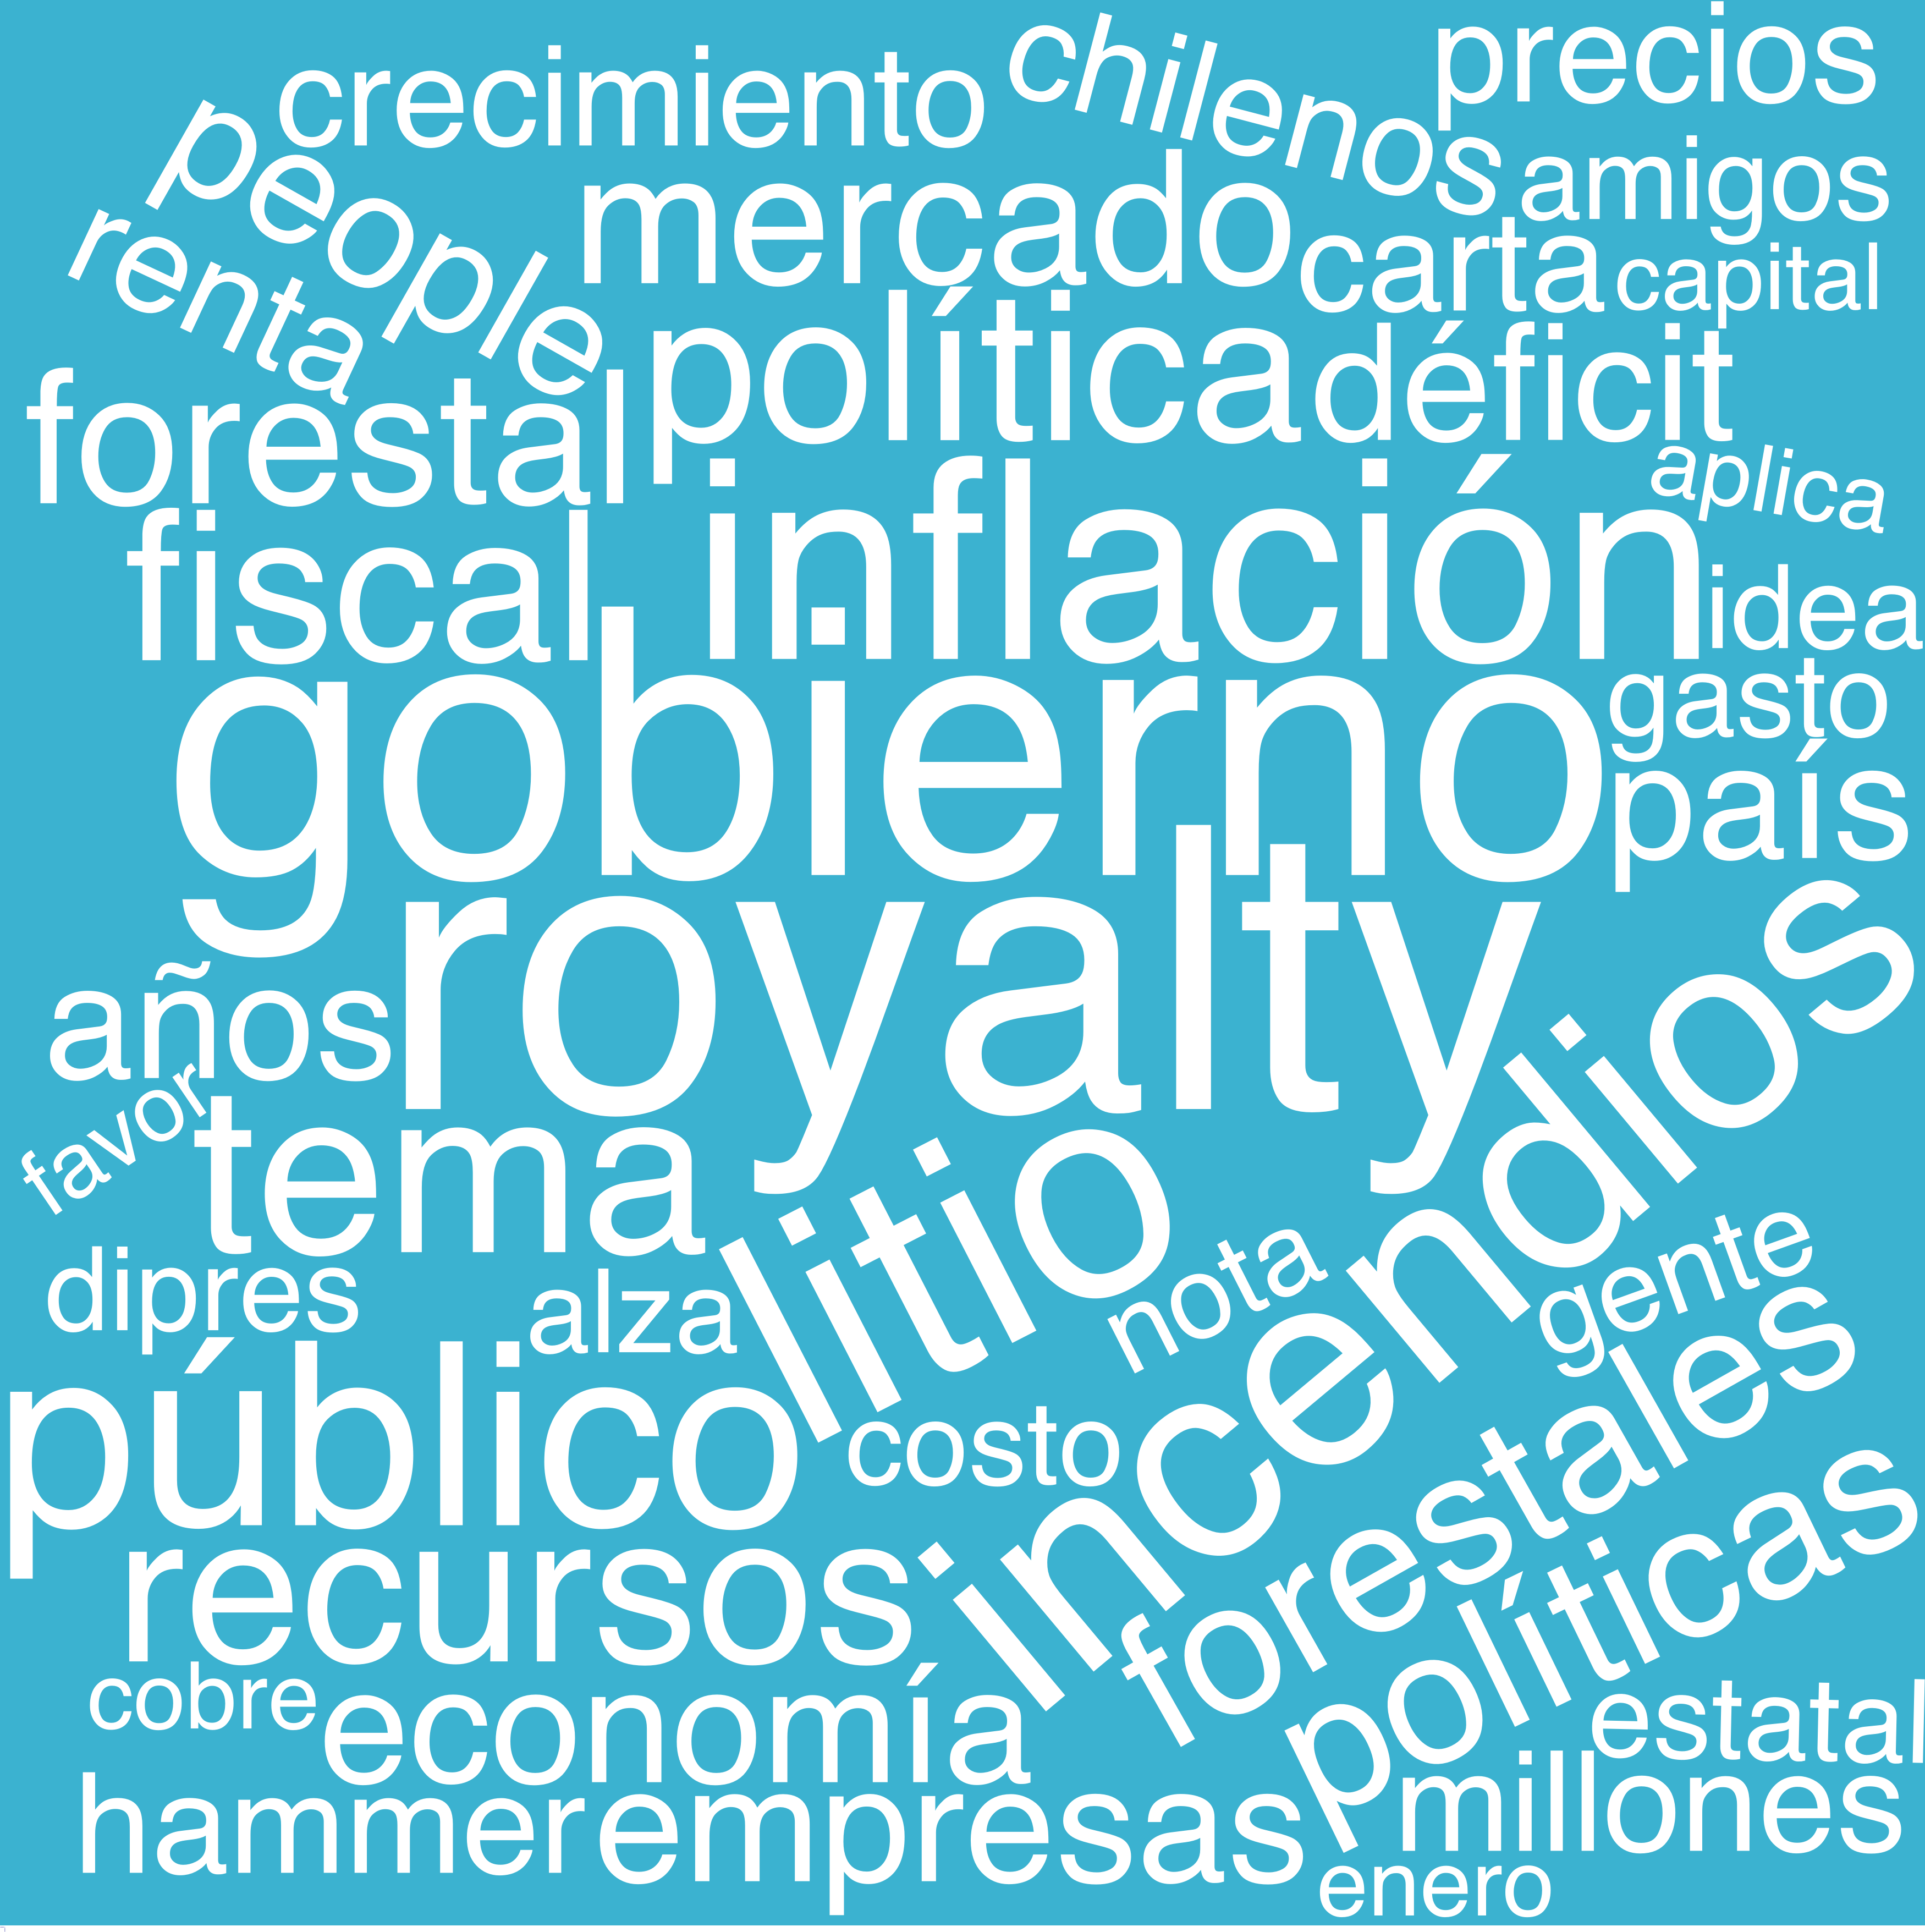 precios
crecimiento
chilenos
people
amigos
mercado
renta
carta
capital
política
déficit
forestal
aplica
inflación
fiscal
idea
gobierno
gasto
país
royalty
años
incendios
favor
tema
litio
nota
gente
dipres
alza
público
costo
forestales
recursos
políticas
cobre
economía
estatal
hammer
empresas
millones
enero